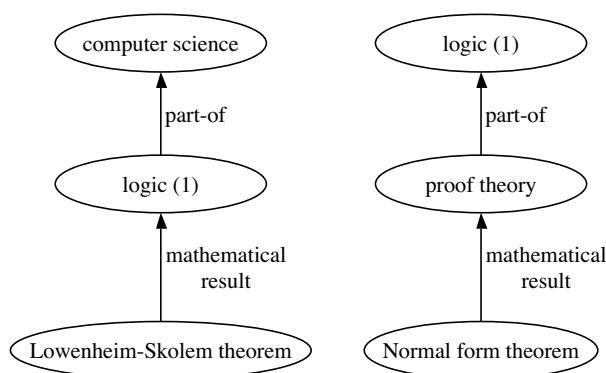 computer science
part-of
logic (1)
mathematical
result
Lowenheim-Skolem theorem
logic (1)
part-of
proof theory
mathematical
result
Normal form theorem